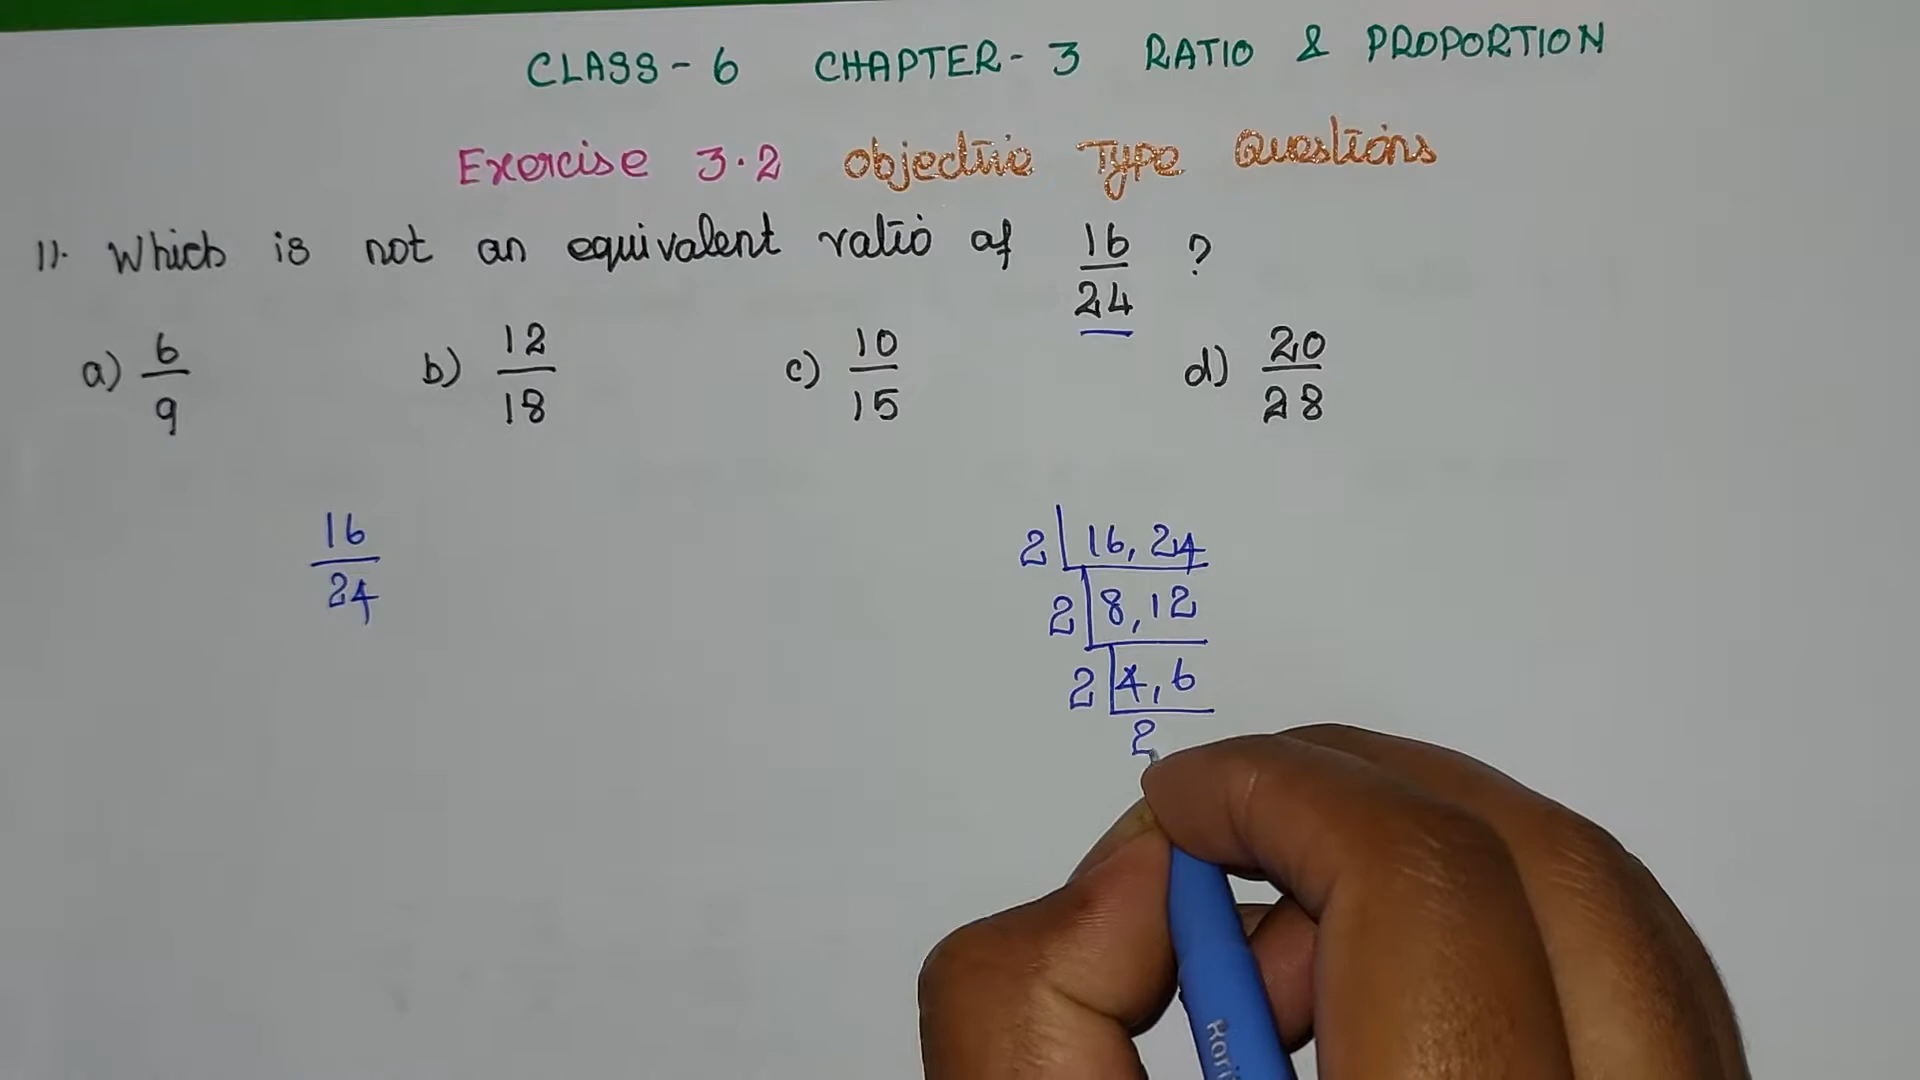 CLASS - 6 CHAPTER - 3 RATIO & PROPORTION
Exercise 3.2 Objective Type Questions
11. Which is not an equivalent ratio of 16/24 ?
a) 6/9 b) 12/18 c) 10/15 d) 20/28
16/24
2 | 16, 24
2 | 8, 12
2 | 4, 6
2